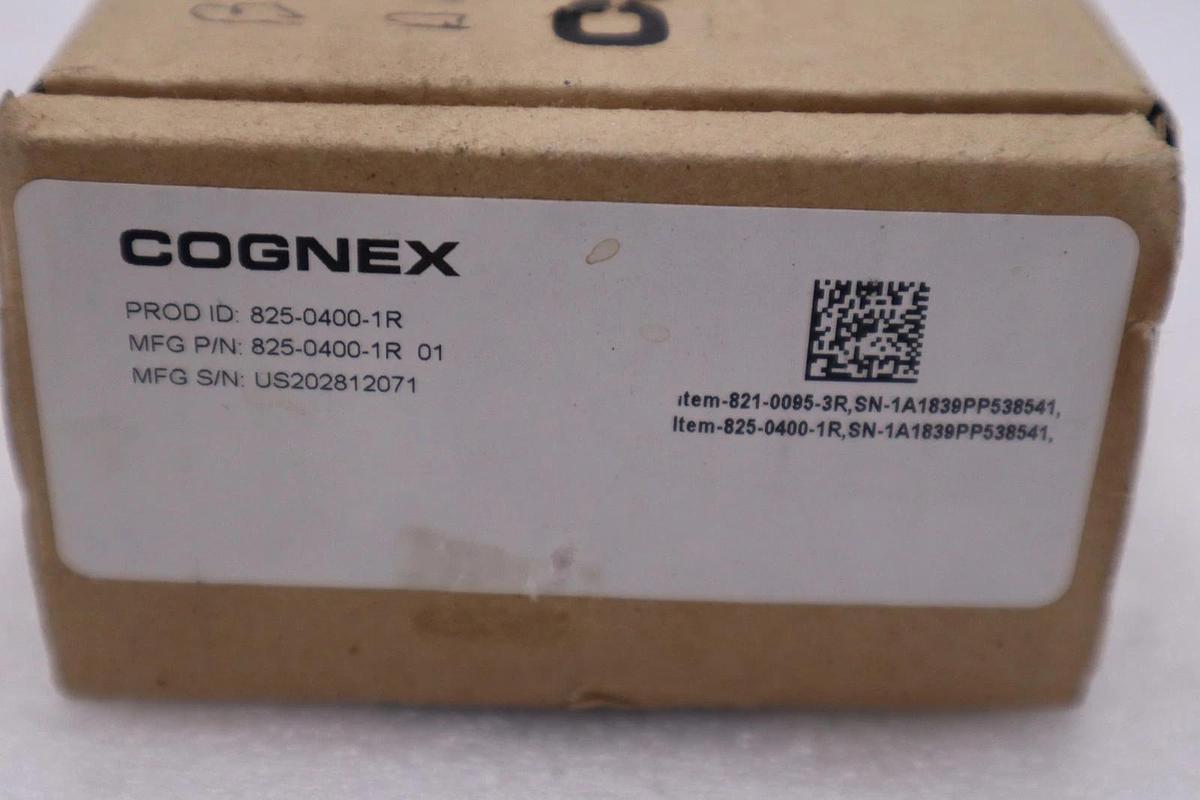 COGNEX
PROD ID: 825-0400-1R
MFG P/N: 825-0400-1R 01
MFG S/N: US202812071
Item-821-0095-3R,SN-1A1839PP538541,
Item-825-0400-1R,SN-1A1839PP538541,